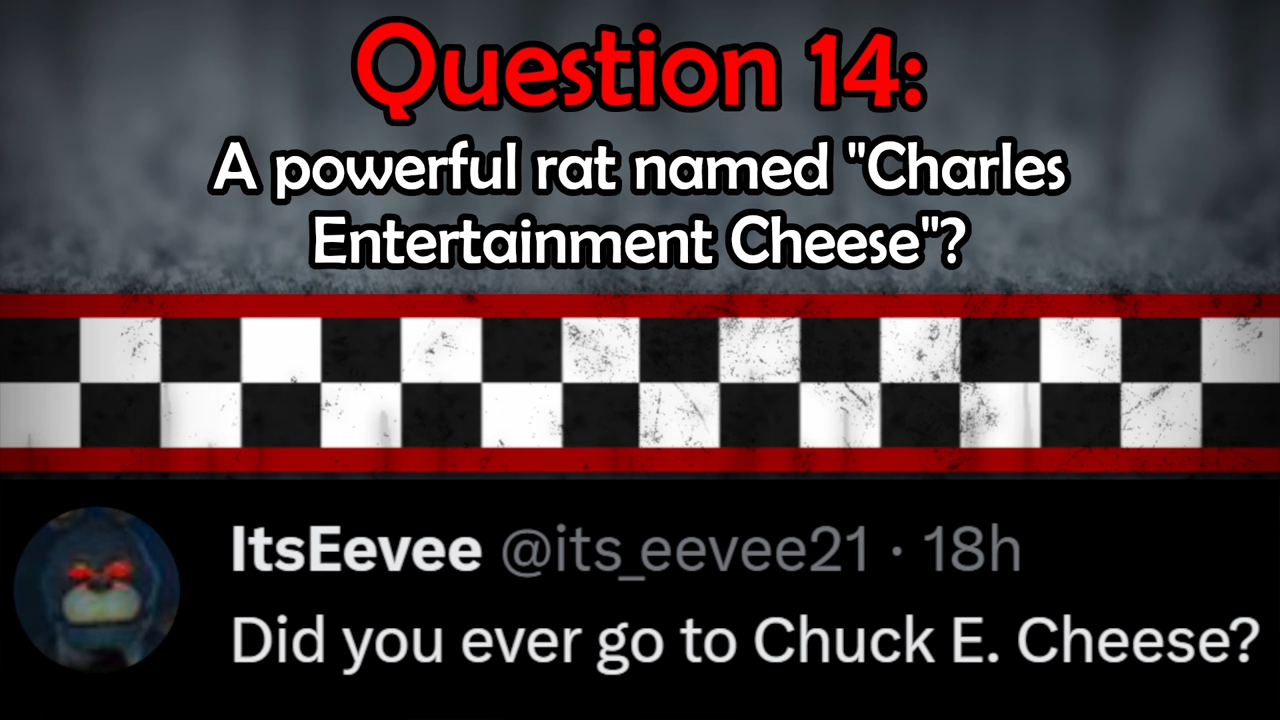 Question 14:
A powerful rat named "Charles
Entertainment Cheese"?
ItsEevee @its_eevee21 · 18h
Did you ever go to Chuck E. Cheese?